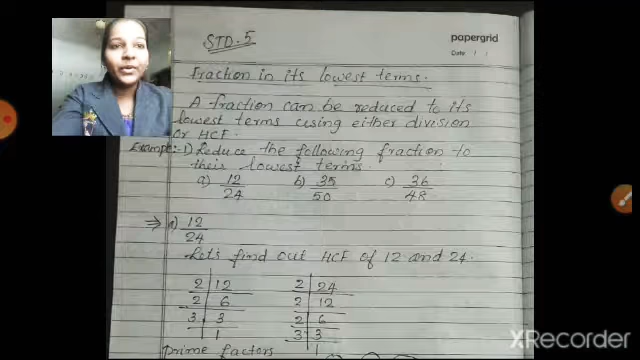 STD. 5
papergrid
Date / /
Fraction in its lowest terms.
A fraction can be reduced to its
lowest terms using either division
or HCF.
Example:- 1) Reduce the following fraction to
their lowest terms.
a) 12/24 b) 35/50 c) 36/48
⇒ a) 12/24
Let's find out HCF of 12 and 24.
2 | 12 2 | 24
2 | 6 2 | 12
3 | 3 2 | 6
| 1 3 | 3
Prime factors | 1
XRecorder